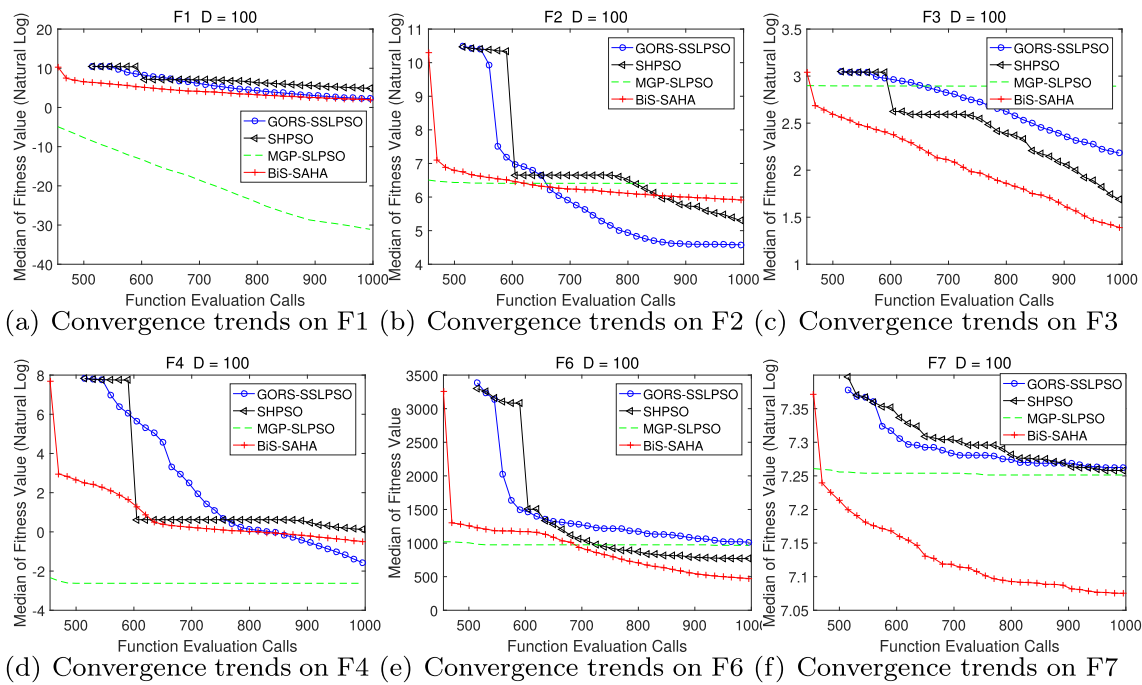 F1 D = 100
Median of Fitness Value (Natural Log)
20
10
0
-10
-20
-30
-40
500
600
700
800
900
1000
Function Evaluation Calls
GORS-SSLPSO
SHPSO
MGP-SLPSO
BiS-SAHA
(a) Convergence trends on F1
F2 D = 100
Median of Fitness Value (Natural Log)
11
10
9
8
7
6
5
4
500
600
700
800
900
1000
Function Evaluation Calls
GORS-SSLPSO
SHPSO
MGP-SLPSO
BiS-SAHA
(b) Convergence trends on F2
F3 D = 100
Median of Fitness Value (Natural Log)
3.5
3
2.5
2
1.5
1
500
600
700
800
900
1000
Function Evaluation Calls
GORS-SSLPSO
SHPSO
MGP-SLPSO
BiS-SAHA
(c) Convergence trends on F3
F4 D = 100
Median of Fitness Value (Natural Log)
8
6
4
2
0
-2
-4
500
600
700
800
900
1000
Function Evaluation Calls
GORS-SSLPSO
SHPSO
MGP-SLPSO
BiS-SAHA
(d) Convergence trends on F4
F6 D = 100
Median of Fitness Value
3500
3000
2500
2000
1500
1000
500
0
500
600
700
800
900
1000
Function Evaluation Calls
GORS-SSLPSO
SHPSO
MGP-SLPSO
BiS-SAHA
(e) Convergence trends on F6
F7 D = 100
Median of Fitness Value (Natural Log)
7.35
7.3
7.25
7.2
7.15
7.1
7.05
500
600
700
800
900
1000
Function Evaluation Calls
GORS-SSLPSO
SHPSO
MGP-SLPSO
BiS-SAHA
(f) Convergence trends on F7